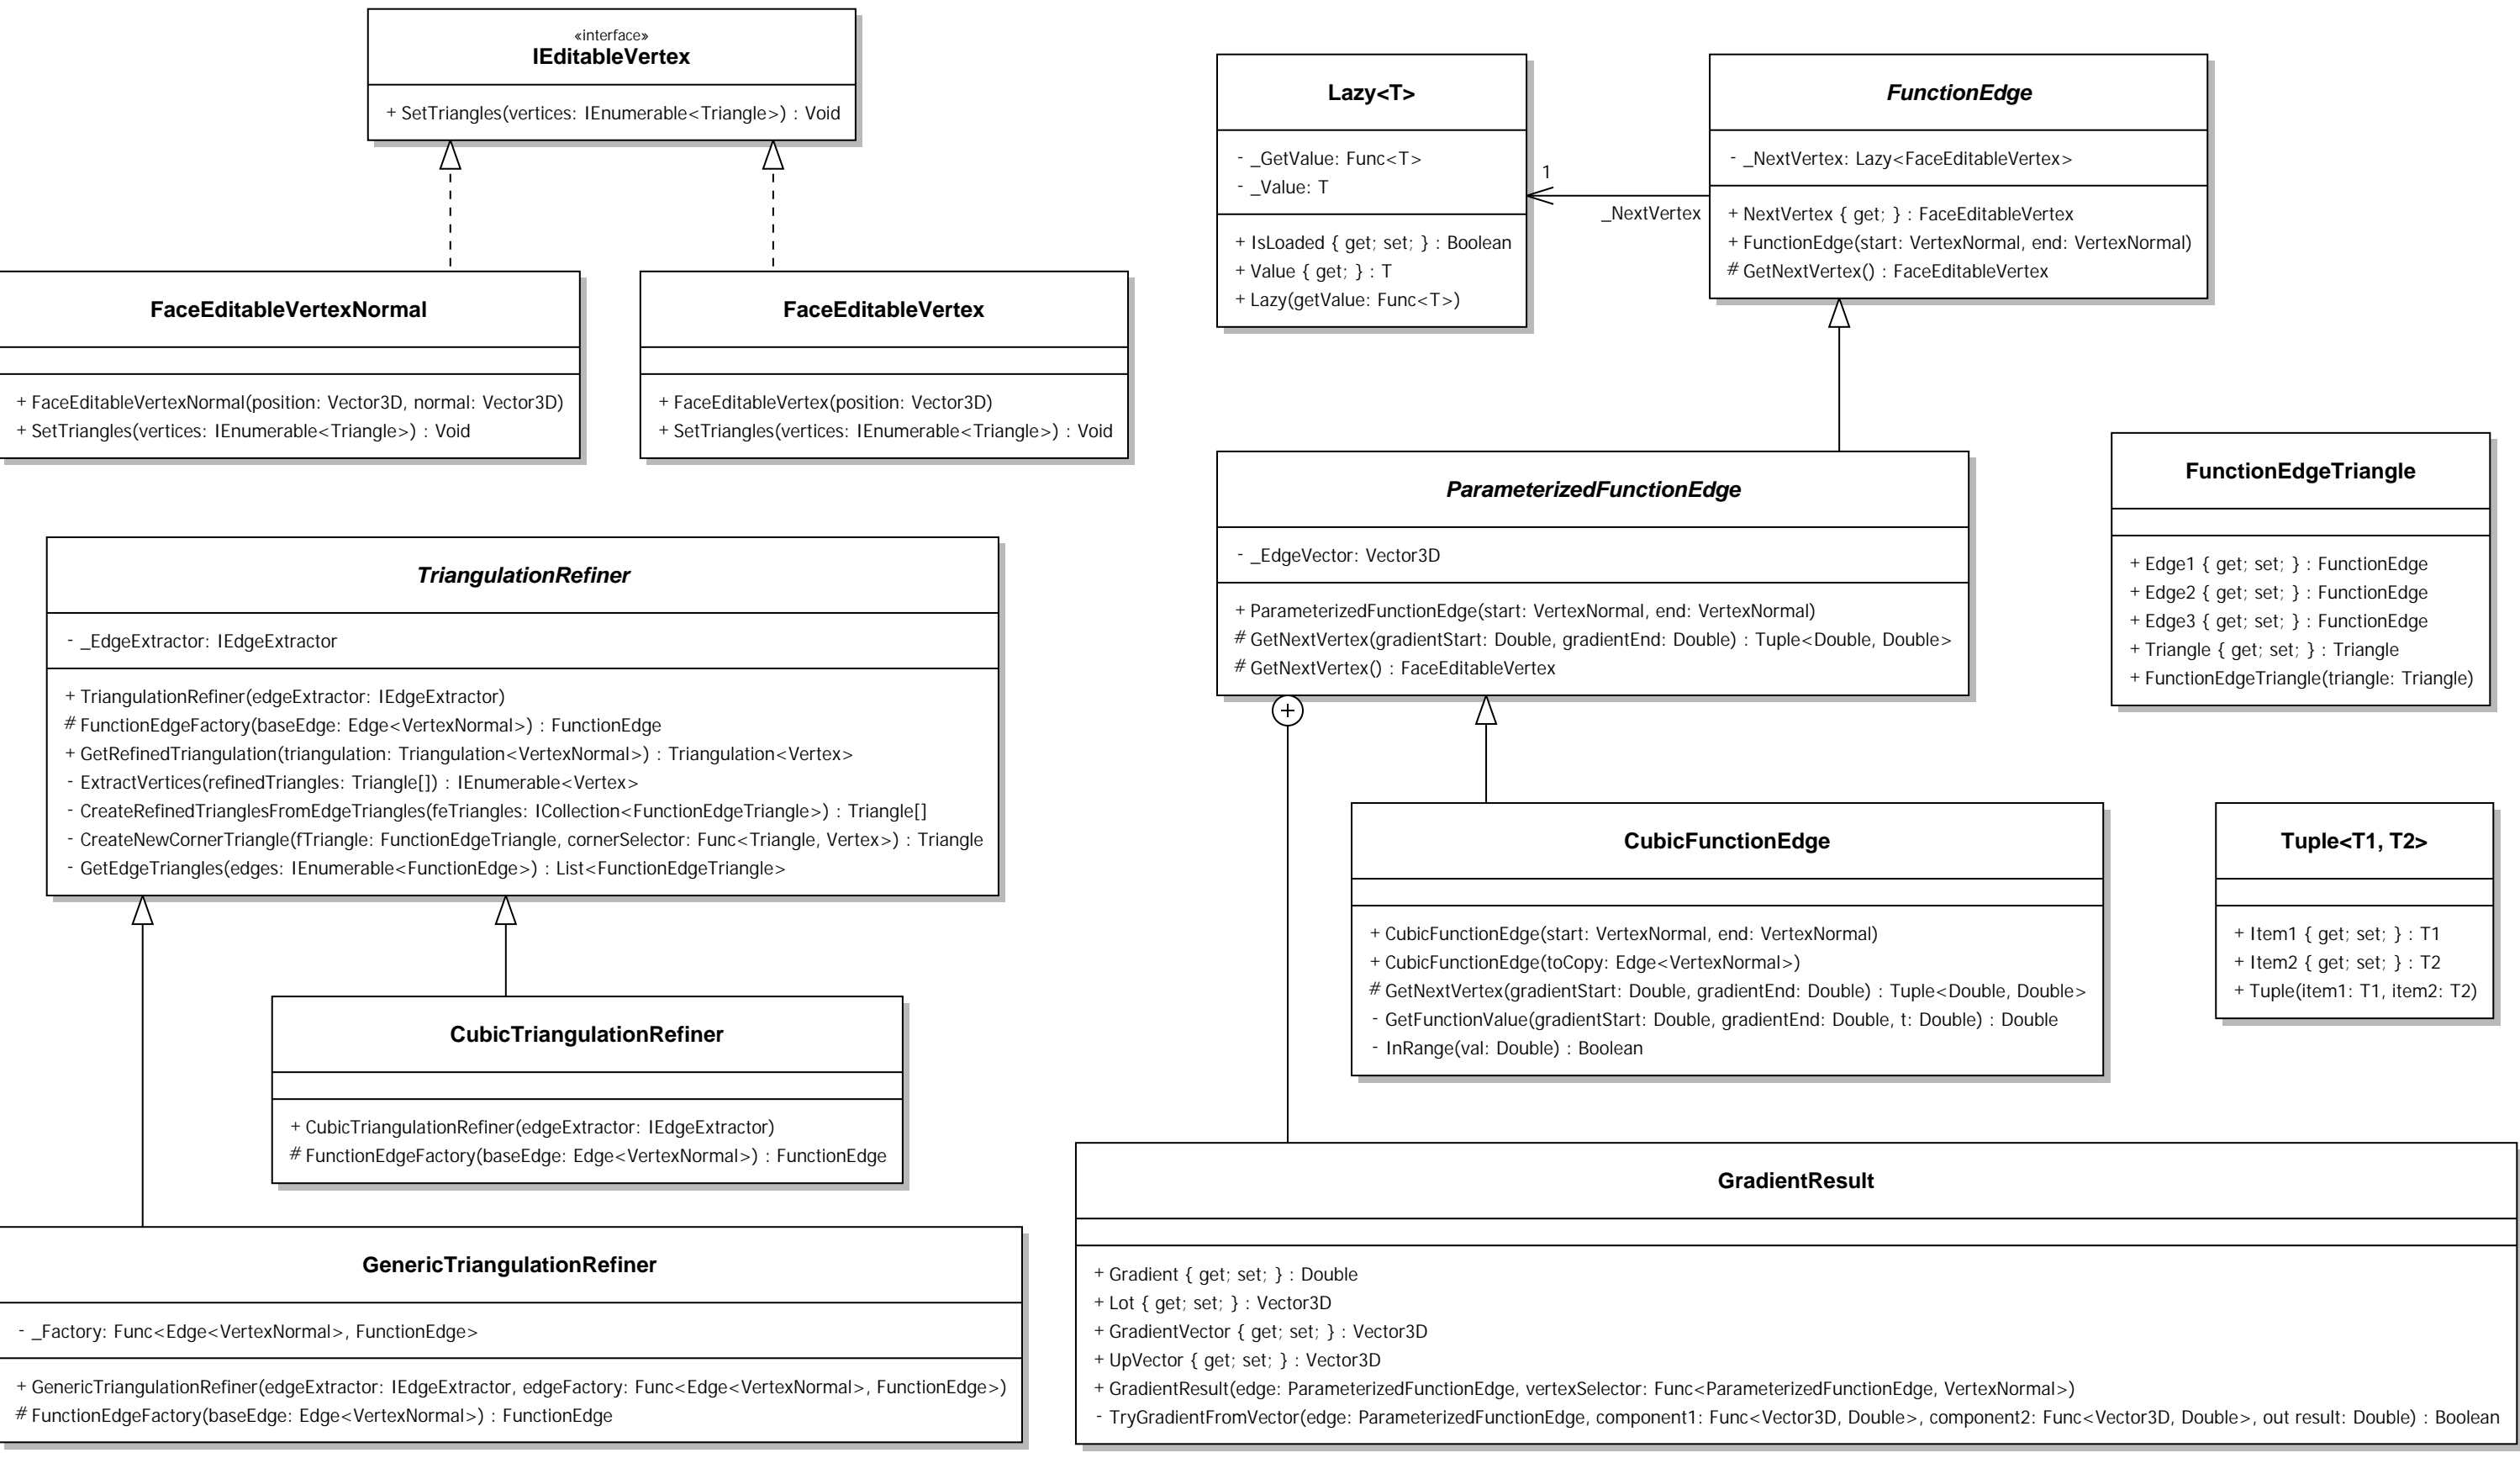 «interface»
IEditableVertex
+ SetTriangles(vertices: IEnumerable<Triangle>) : Void
FaceEditableVertexNormal
+ FaceEditableVertexNormal(position: Vector3D, normal: Vector3D)
+ SetTriangles(vertices: IEnumerable<Triangle>) : Void
FaceEditableVertex
+ FaceEditableVertex(position: Vector3D)
+ SetTriangles(vertices: IEnumerable<Triangle>) : Void
Lazy<T>
- _GetValue: Func<T>
- _Value: T
+ IsLoaded { get; set; } : Boolean
+ Value { get; } : T
+ Lazy(getValue: Func<T>)
1
_NextVertex
FunctionEdge
- _NextVertex: Lazy<FaceEditableVertex>
+ NextVertex { get; } : FaceEditableVertex
+ FunctionEdge(start: VertexNormal, end: VertexNormal)
# GetNextVertex() : FaceEditableVertex
ParameterizedFunctionEdge
- _EdgeVector: Vector3D
+ ParameterizedFunctionEdge(start: VertexNormal, end: VertexNormal)
# GetNextVertex(gradientStart: Double, gradientEnd: Double) : Tuple<Double, Double>
# GetNextVertex() : FaceEditableVertex
FunctionEdgeTriangle
+ Edge1 { get; set; } : FunctionEdge
+ Edge2 { get; set; } : FunctionEdge
+ Edge3 { get; set; } : FunctionEdge
+ Triangle { get; set; } : Triangle
+ FunctionEdgeTriangle(triangle: Triangle)
TriangulationRefiner
- _EdgeExtractor: IEdgeExtractor
+ TriangulationRefiner(edgeExtractor: IEdgeExtractor)
# FunctionEdgeFactory(baseEdge: Edge<VertexNormal>) : FunctionEdge
+ GetRefinedTriangulation(triangulation: Triangulation<VertexNormal>) : Triangulation<Vertex>
- ExtractVertices(refinedTriangles: Triangle[]) : IEnumerable<Vertex>
- CreateRefinedTrianglesFromEdgeTriangles(feTriangles: ICollection<FunctionEdgeTriangle>) : Triangle[]
- CreateNewCornerTriangle(fTriangle: FunctionEdgeTriangle, cornerSelector: Func<Triangle, Vertex>) : Triangle
- GetEdgeTriangles(edges: IEnumerable<FunctionEdge>) : List<FunctionEdgeTriangle>
CubicFunctionEdge
+ CubicFunctionEdge(start: VertexNormal, end: VertexNormal)
+ CubicFunctionEdge(toCopy: Edge<VertexNormal>)
# GetNextVertex(gradientStart: Double, gradientEnd: Double) : Tuple<Double, Double>
- GetFunctionValue(gradientStart: Double, gradientEnd: Double, t: Double) : Double
- InRange(val: Double) : Boolean
Tuple<T1, T2>
+ Item1 { get; set; } : T1
+ Item2 { get; set; } : T2
+ Tuple(item1: T1, item2: T2)
CubicTriangulationRefiner
+ CubicTriangulationRefiner(edgeExtractor: IEdgeExtractor)
# FunctionEdgeFactory(baseEdge: Edge<VertexNormal>) : FunctionEdge
GenericTriangulationRefiner
- _Factory: Func<Edge<VertexNormal>, FunctionEdge>
+ GenericTriangulationRefiner(edgeExtractor: IEdgeExtractor, edgeFactory: Func<Edge<VertexNormal>, FunctionEdge>)
# FunctionEdgeFactory(baseEdge: Edge<VertexNormal>) : FunctionEdge
GradientResult
+ Gradient { get; set; } : Double
+ Lot { get; set; } : Vector3D
+ GradientVector { get; set; } : Vector3D
+ UpVector { get; set; } : Vector3D
+ GradientResult(edge: ParameterizedFunctionEdge, vertexSelector: Func<ParameterizedFunctionEdge, VertexNormal>)
- TryGradientFromVector(edge: ParameterizedFunctionEdge, component1: Func<Vector3D, Double>, component2: Func<Vector3D, Double>, out result: Double) : Boolean